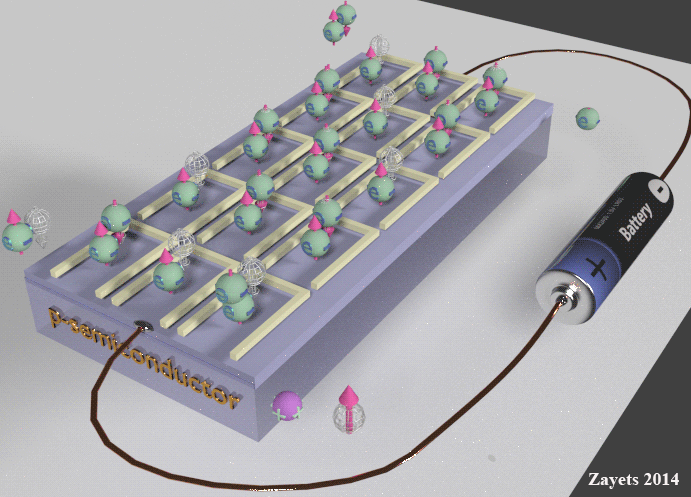 Battery
+
-
p-semiconductor
Zayets 2014